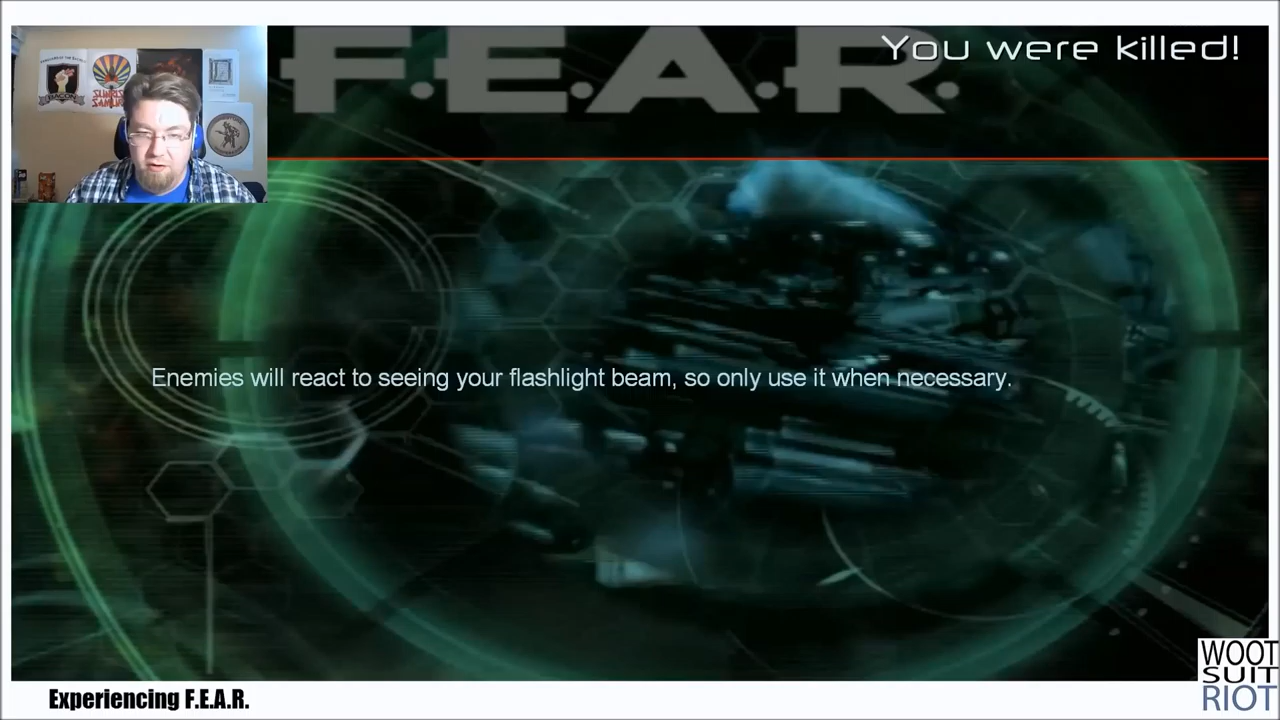 F.E.A.R.
You were killed!
SUNRISE
Enemies will react to seeing your flashlight beam, so only use it when necessary.
Experiencing F.E.A.R.
WOOT
SUIT
RIOT